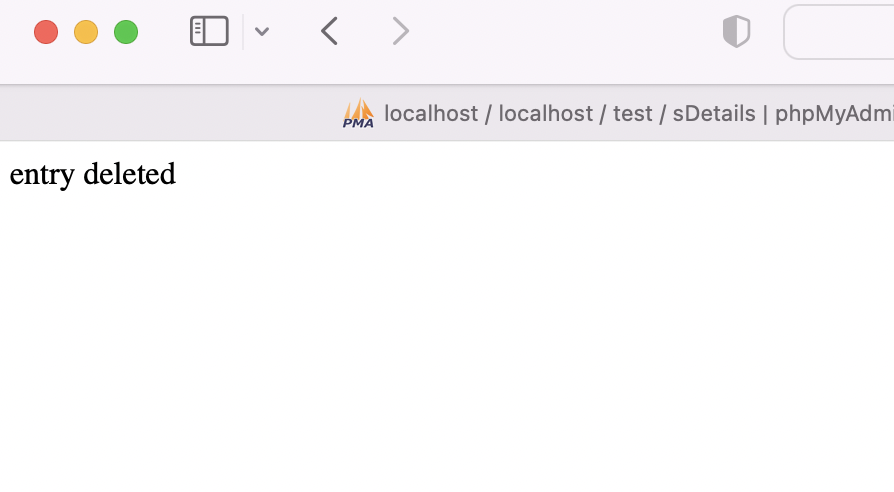 PMA localhost / localhost / test / sDetails | phpMyAdmi
entry deleted